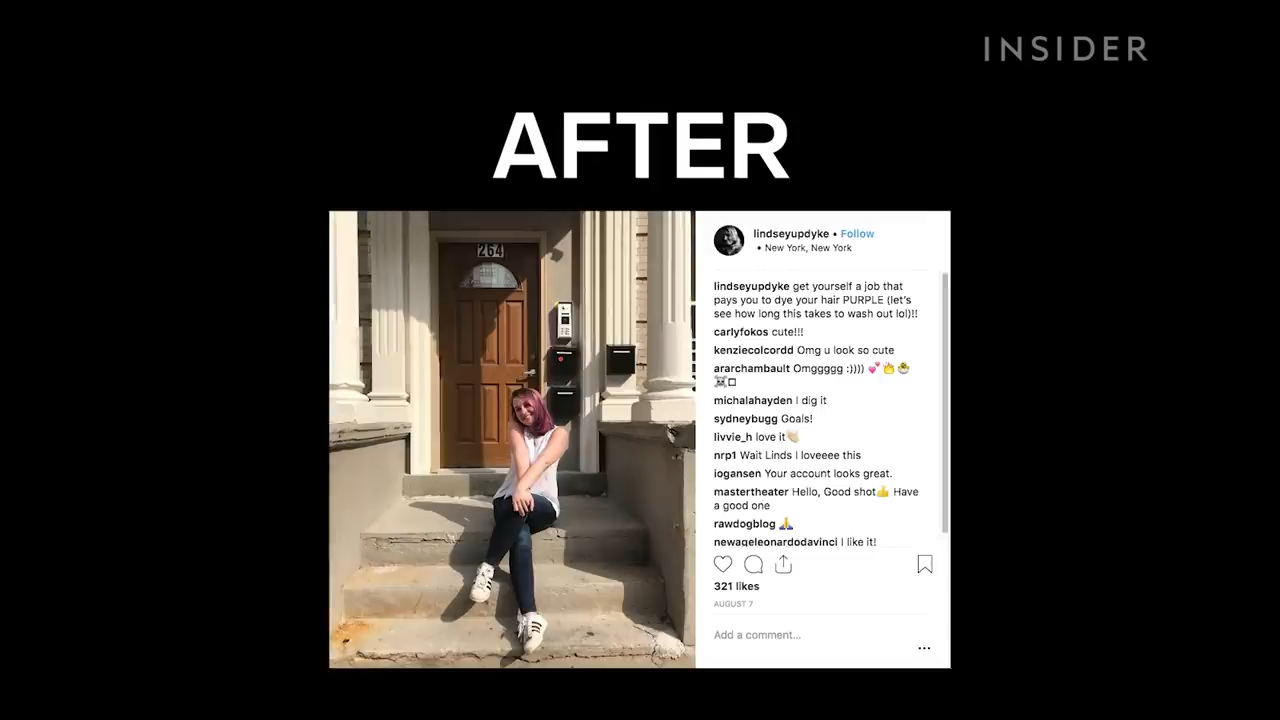 INSIDER
AFTER
264
lindseyupdyke • Follow
• New York, New York
lindseyupdyke get yourself a job that
pays you to dye your hair PURPLE (let's
see how long this takes to wash out lol)!!
carlyfokos cute!!!
kenziecolcordd Omg u look so cute
ararchambault Omggggg :)))) 💕👏🐣
☠️□
michalahayden I dig it
sydneybugg Goals!
livvie_h love it👏🏼
nrp1 Wait Linds I loveeee this
iogansen Your account looks great.
mastertheater Hello, Good shot👍 Have
a good one
rawdogblog 🙏
newageleonardodavinci I like it!
321 likes
AUGUST 7
Add a comment...